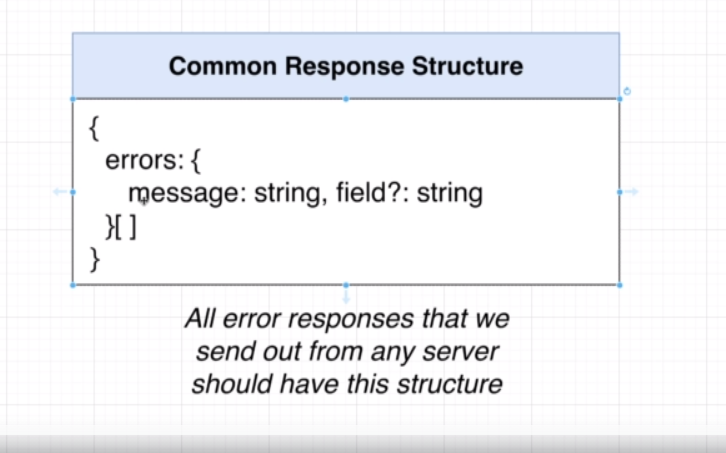 Common Response Structure
{
errors: {
message: string, field?: string
}[ ]
}
All error responses that we
send out from any server
should have this structure